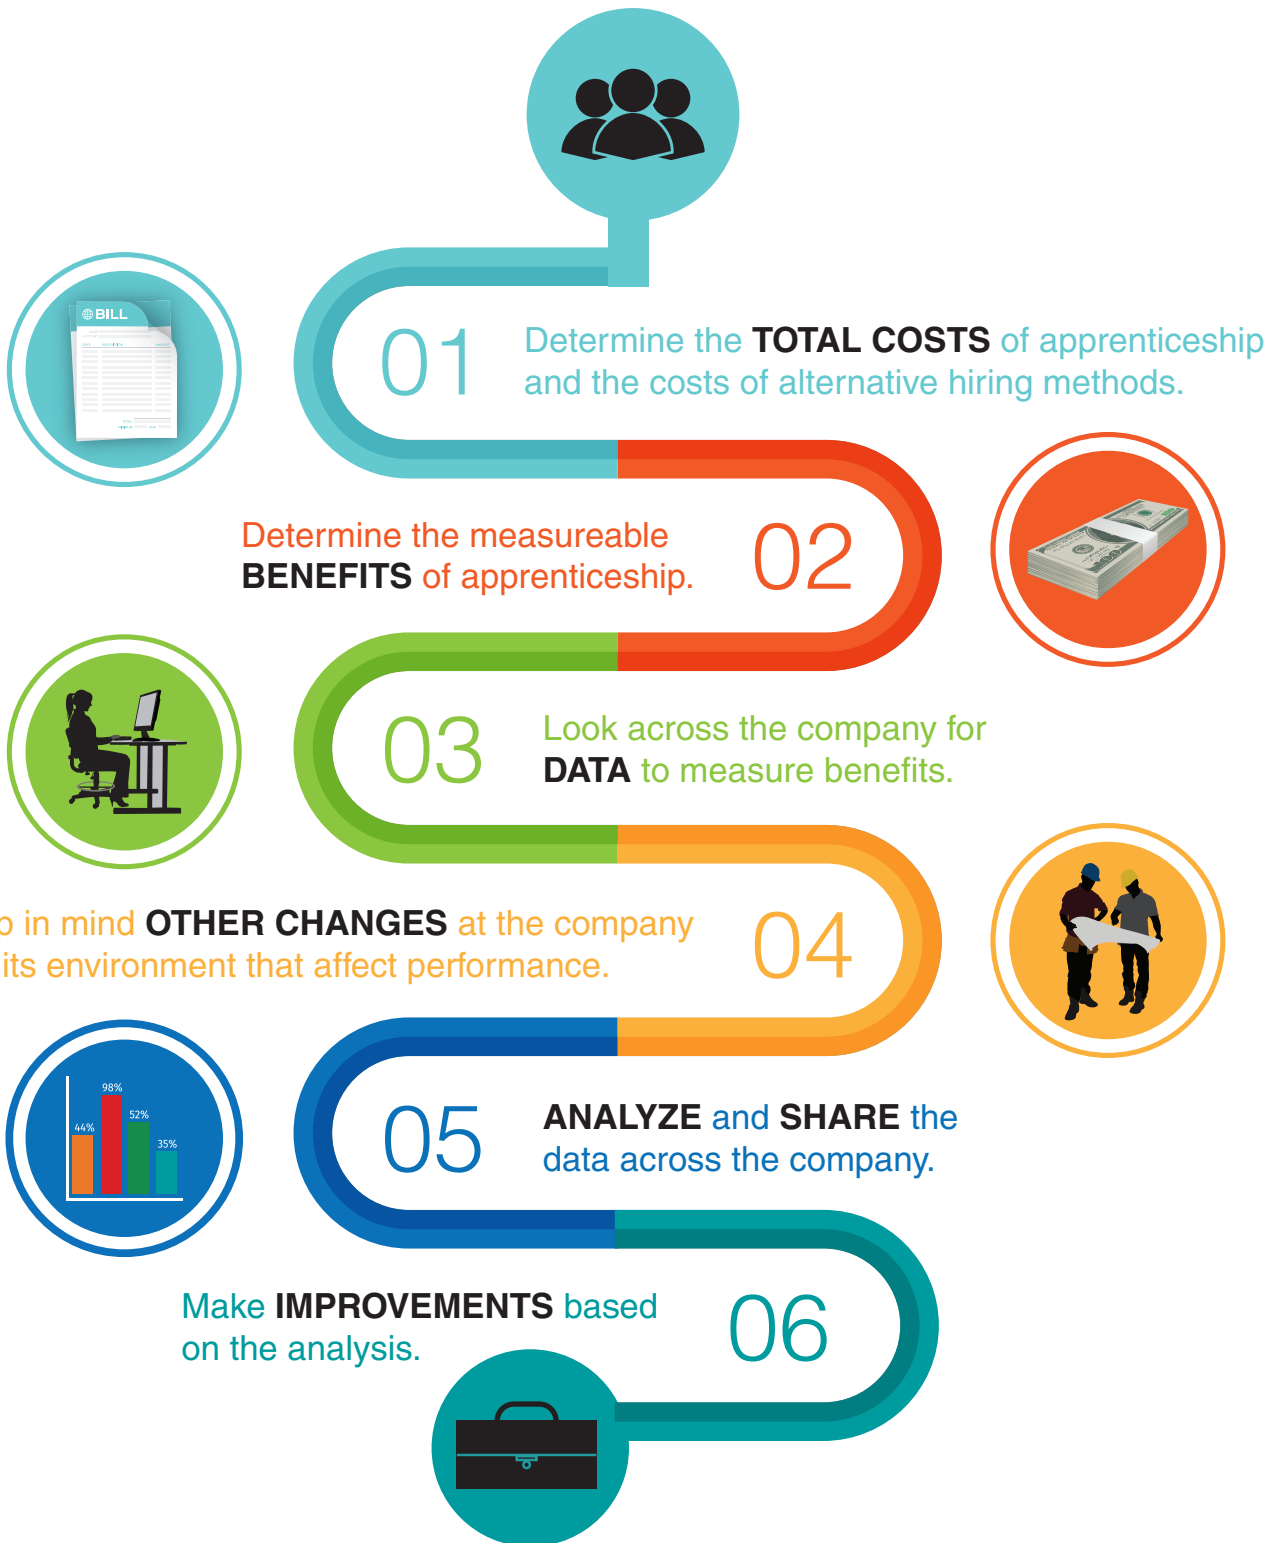 BILL
01
Determine the TOTAL COSTS of apprenticeship
and the costs of alternative hiring methods.
Determine the measureable
BENEFITS of apprenticeship.
02
03
Look across the company for
DATA to measure benefits.
in mind OTHER CHANGES at the company
its environment that affect performance.
04
98%
52%
44%
35%
05
ANALYZE and SHARE the
data across the company.
Make IMPROVEMENTS based
on the analysis.
06